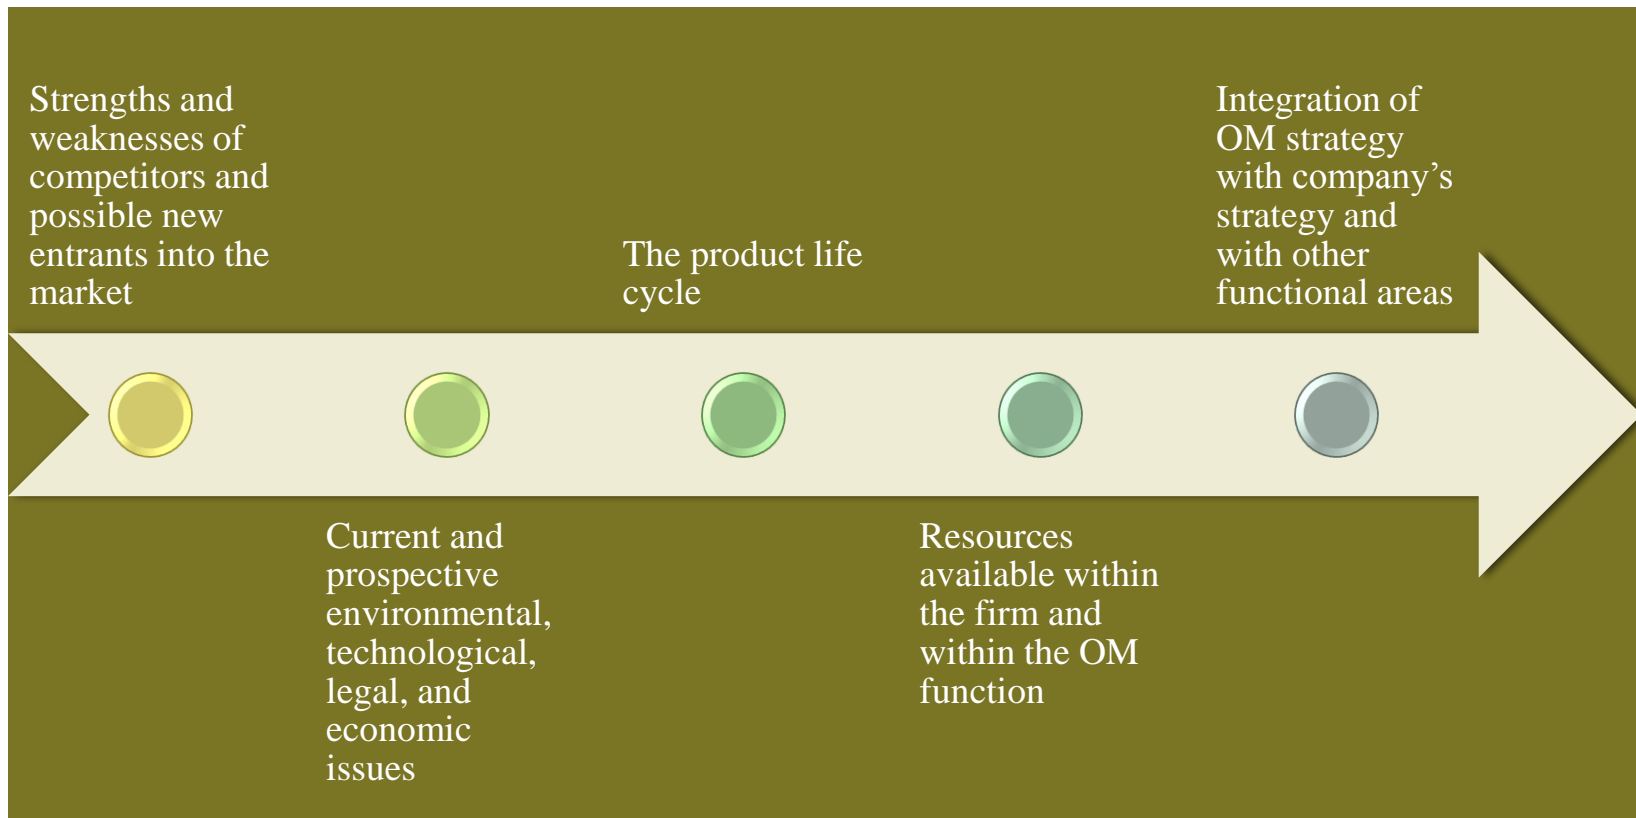 Strengths and
weaknesses of
competitors and
possible new
entrants into the
market
Current and
prospective
environmental,
technological,
legal, and
economic
issues
The product life
cycle
Resources
available within
the firm and
within the OM
function
Integration of
OM strategy
with company’s
strategy and
with other
functional areas